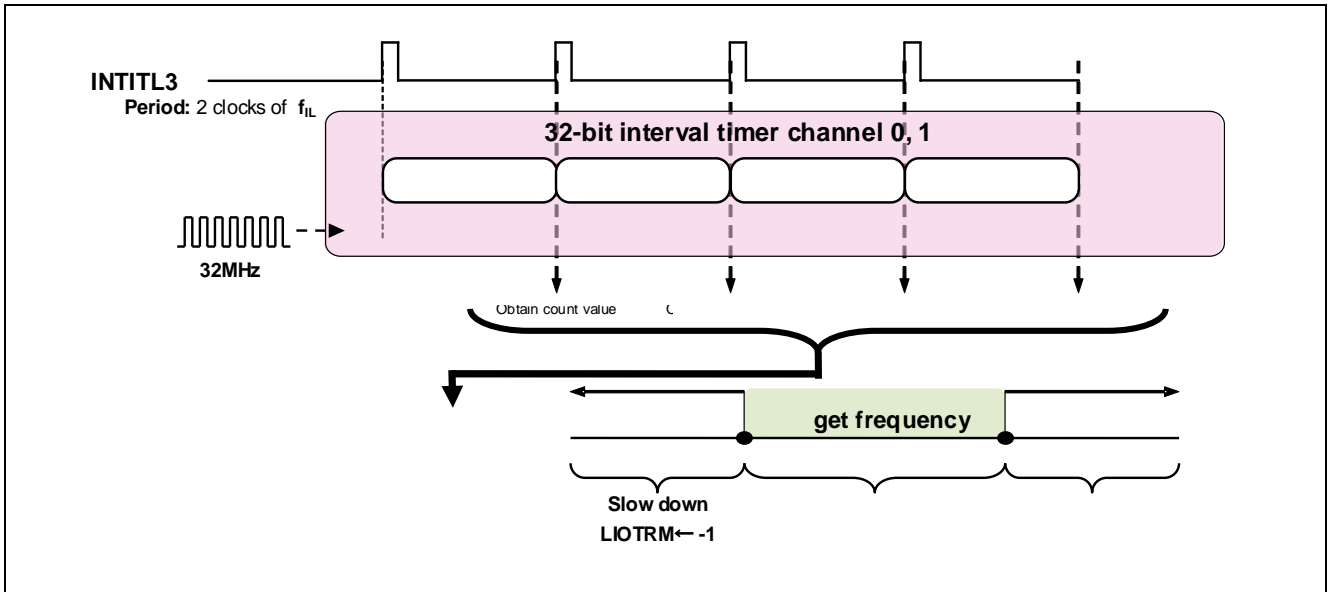 INTITL3
Period: 2 clocks of fIL
32-bit interval timer channel 0, 1
32MHz
Obtain count value
get frequency
Slow down
LIOTRM← -1